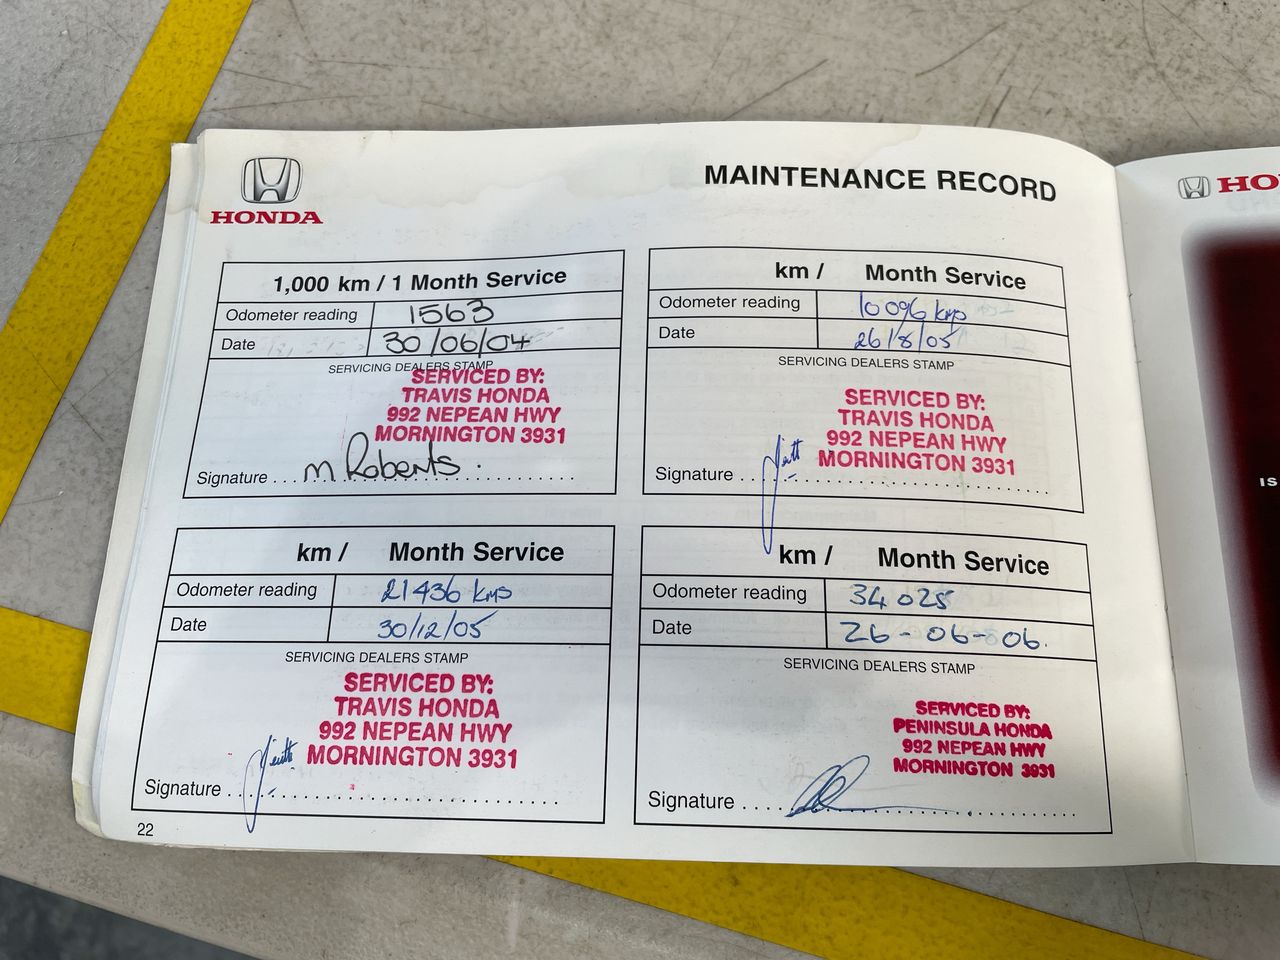 HONDA
MAINTENANCE RECORD
1,000 km / 1 Month Service
Odometer reading 1563
Date 30/06/04
SERVICING DEALERS STAMP
SERVICED BY:
TRAVIS HONDA
992 NEPEAN HWY
MORNINGTON 3931
Signature . . . M Roberts.
km / Month Service
Odometer reading 10096 kms
Date 26/8/05
SERVICING DEALERS STAMP
SERVICED BY:
TRAVIS HONDA
992 NEPEAN HWY
MORNINGTON 3931
Signature . . .
km / Month Service
Odometer reading 21436 kms
Date 30/12/05
SERVICING DEALERS STAMP
SERVICED BY:
TRAVIS HONDA
992 NEPEAN HWY
MORNINGTON 3931
Signature . . .
km / Month Service
Odometer reading 34025
Date 26-06-06.
SERVICING DEALERS STAMP
SERVICED BY:
PENINSULA HONDA
992 NEPEAN HWY
MORNINGTON 3931
Signature . . . .
22
HO
IS